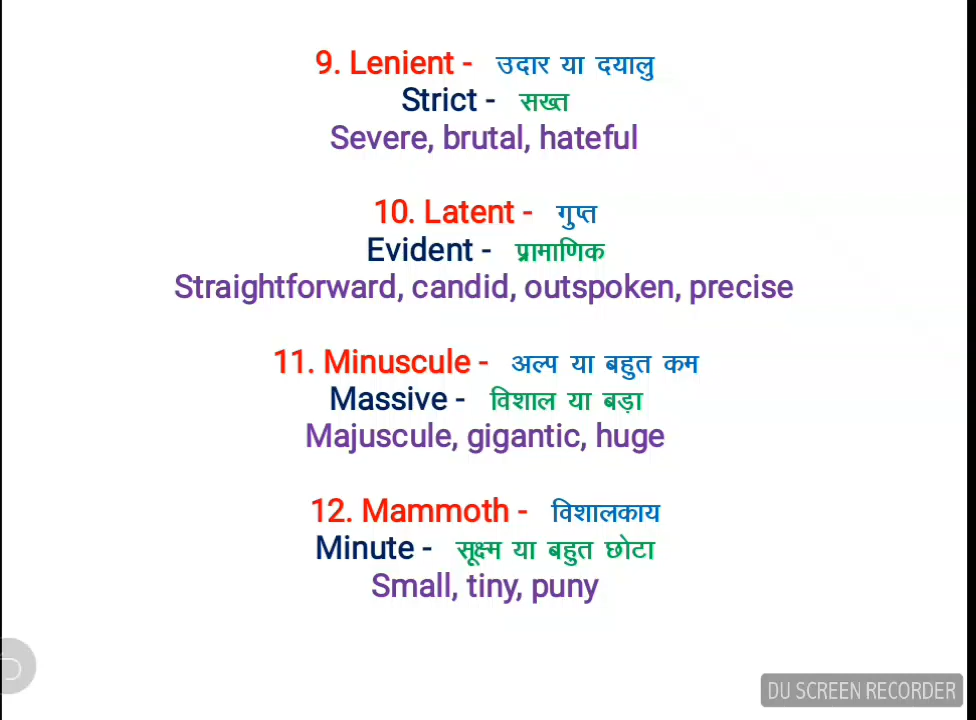 9. Lenient - उदार या दयालु
Strict - सख्त
Severe, brutal, hateful
10. Latent - गुप्त
Evident - प्रामाणिक
Straightforward, candid, outspoken, precise
11. Minuscule - अल्प या बहुत कम
Massive - विशाल या बड़ा
Majuscule, gigantic, huge
12. Mammoth - विशालकाय
Minute - सूक्ष्म या बहुत छोटा
Small, tiny, puny
DU SCREEN RECORDER